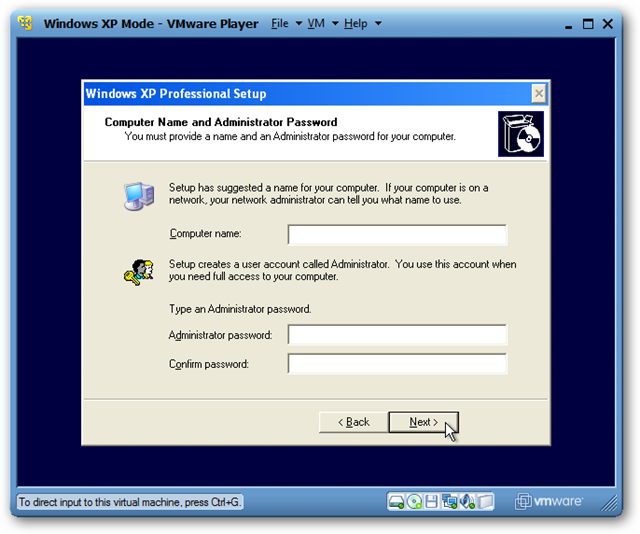 Windows XP Mode - VMware Player File VM Help
Windows XP Professional Setup
Computer Name and Administrator Password
You must provide a name and an Administrator password for your computer.
Setup has suggested a name for your computer. If your computer is on a
network, your network administrator can tell you what name to use.
Computer name:
Setup creates a user account called Administrator. You use this account when
you need full access to your computer.
Type an Administrator password.
Administrator password:
Confirm password:
< Back Next >
To direct input to this virtual machine, press Ctrl+G.
vmware